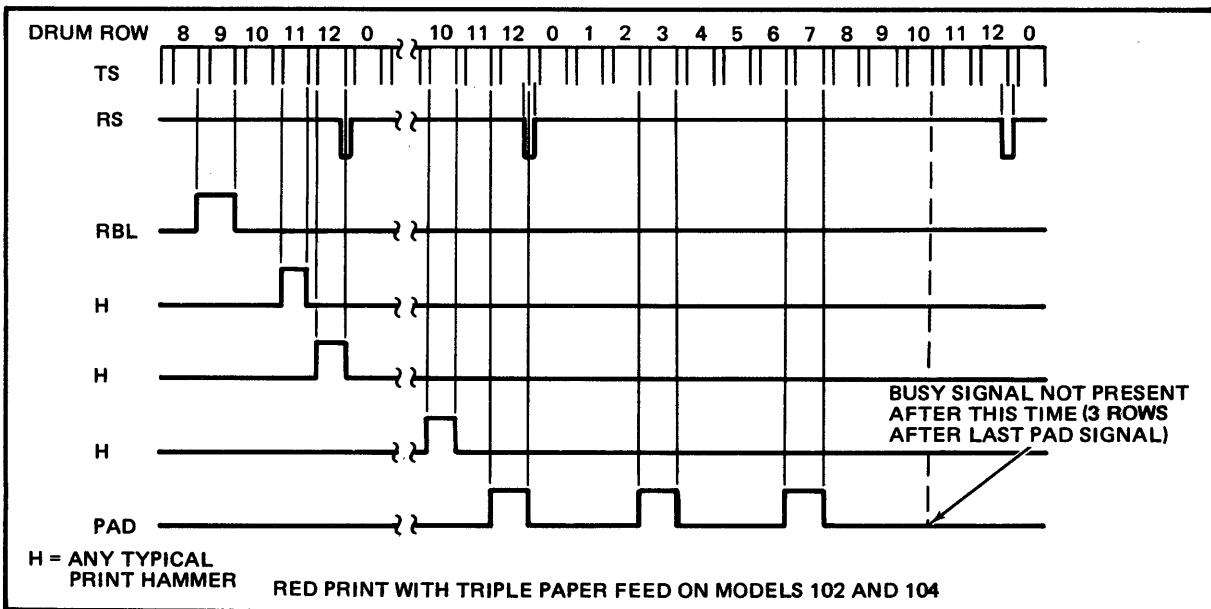 DRUM ROW 8 9 10 11 12 0 10 11 12 0 1 2 3 4 5 6 7 8 9 10 11 12 0
TS
RS
RBL
H
H
BUSY SIGNAL NOT PRESENT
AFTER THIS TIME (3 ROWS
AFTER LAST PAD SIGNAL)
H
PAD
H = ANY TYPICAL
PRINT HAMMER
RED PRINT WITH TRIPLE PAPER FEED ON MODELS 102 AND 104